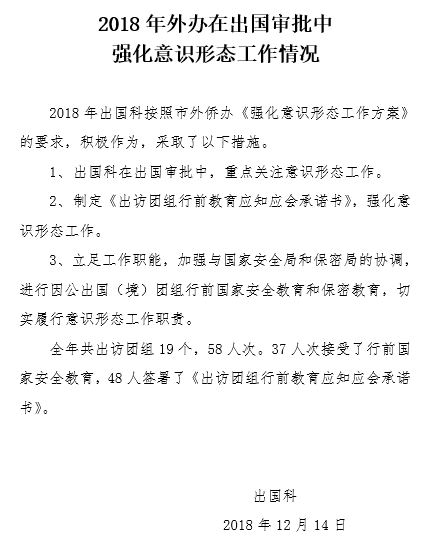 2018 年外办在出国审批中
强化意识形态工作情况
2018 年出国科按照市外侨办《强化意识形态工作方案》
的要求，积极作为，采取了以下措施。
1、出国科在出国审批中，重点关注意识形态工作。
2、制定《出访团组行前教育应知应会承诺书》，强化意
识形态工作。
3、立足工作职能，加强与国家安全局和保密局的协调，
进行因公出国（境）团组行前国家安全教育和保密教育，切
实履行意识形态工作职责。
全年共出访团组 19 个，58 人次。37 人次接受了行前国
家安全教育，48 人签署了《出访团组行前教育应知应会承诺
书》。
出国科
2018 年 12 月 14 日